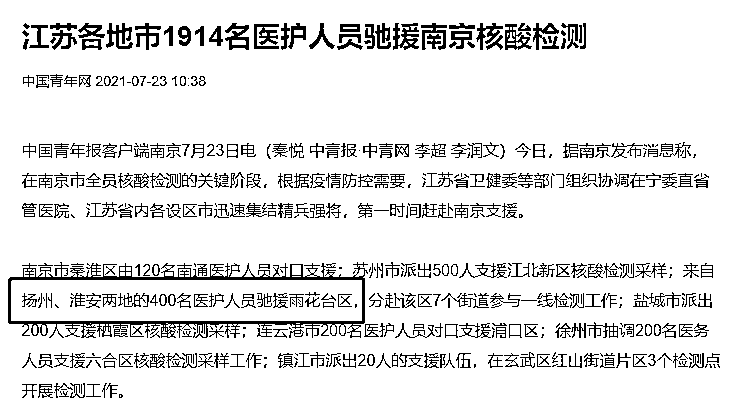 江苏各地市1914名医护人员驰援南京核酸检测
中国青年网 2021-07-23 10:38
中国青年报客户端南京7月23日电（秦悦 中青报·中青网 李超 李润文）今日，据南京发布消息称，
在南京市全员核酸检测的关键阶段，根据疫情防控需要，江苏省卫健委等部门组织协调在宁委直省
管医院、江苏省内各设区市迅速集结精兵强将，第一时间赶赴南京支援。
南京市秦淮区由120名南通医护人员对口支援；苏州市派出500人支援江北新区核酸检测采样；来自
扬州、淮安两地的400名医护人员驰援雨花台区，分赴该区7个街道参与一线检测工作；盐城市派出
200人支援栖霞区核酸检测采样；连云港市200名医护人员对口支援浦口区；徐州市抽调200名医务
人员支援六合区核酸检测采样工作；镇江市派出20人的支援队伍，在玄武区红山街道片区3个检测点
开展检测工作。